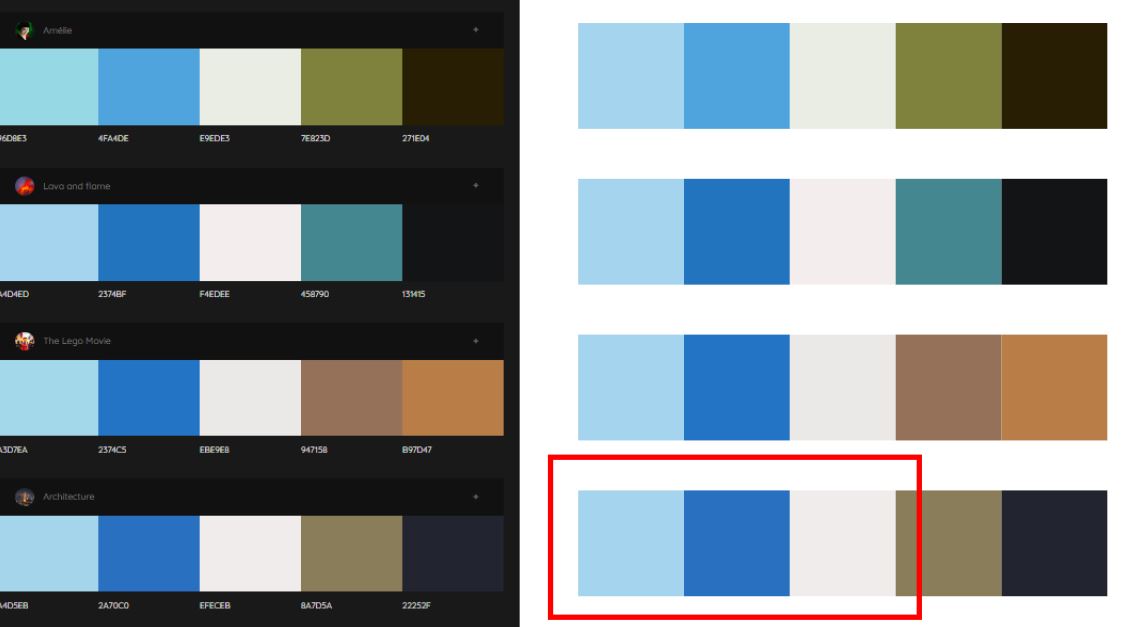 Amélie +
96D8E3 4FA4DE E9EDE3 7E823D 271E04
Lava and flame +
A4D4ED 2374BF F4EDEE 458790 131415
The Lego Movie +
A3D7EA 2374C5 EBE9E8 947158 B97D47
Architecture +
A4D5EB 2A70C0 EFECEB 8A7D5A 22252F